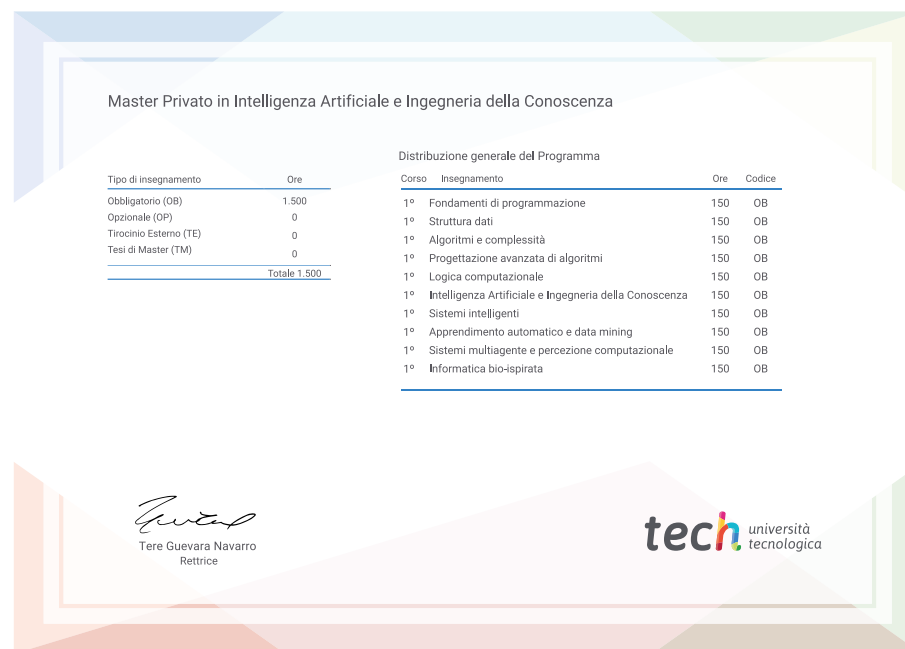 Master Privato in Intelligenza Artificiale e Ingegneria della Conoscenza
Tipo di insegnamento Ore
Obbligatorio (OB) 1.500
Opzionale (OP) 0
Tirocinio Esterno (TE) 0
Tesi di Master (TM) 0
Totale 1.500
Distribuzione generale del Programma
Corso Insegnamento Ore Codice
1º Fondamenti di programmazione 150 OB
1º Struttura dati 150 OB
1º Algoritmi e complessità 150 OB
1º Progettazione avanzata di algoritmi 150 OB
1º Logica computazionale 150 OB
1º Intelligenza Artificiale e Ingegneria della Conoscenza 150 OB
1º Sistemi intelligenti 150 OB
1º Apprendimento automatico e data mining 150 OB
1º Sistemi multiagente e percezione computazionale 150 OB
1º Informatica bio-ispirata 150 OB
Tere Guevara Navarro
Rettrice
tech università
tecnologica